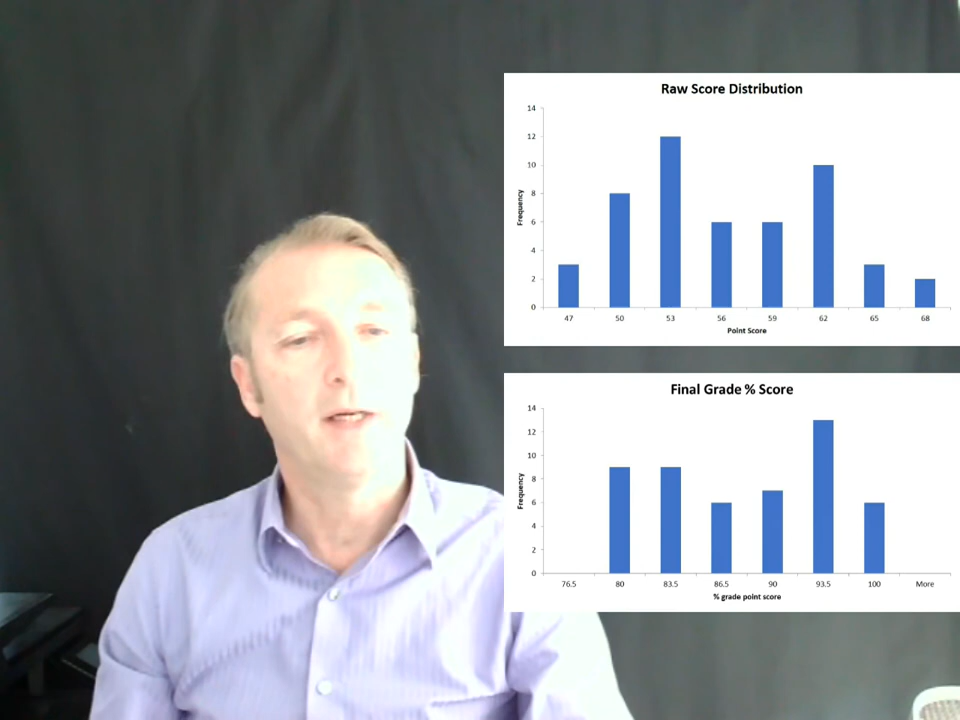 Raw Score Distribution
14
12
10
8
6
4
2
0
Frequency
47 50 53 56 59 62 65 68
Point Score
Final Grade % Score
14
12
10
8
6
4
2
0
Frequency
76.5 80 83.5 86.5 90 93.5 100 More
% grade point score